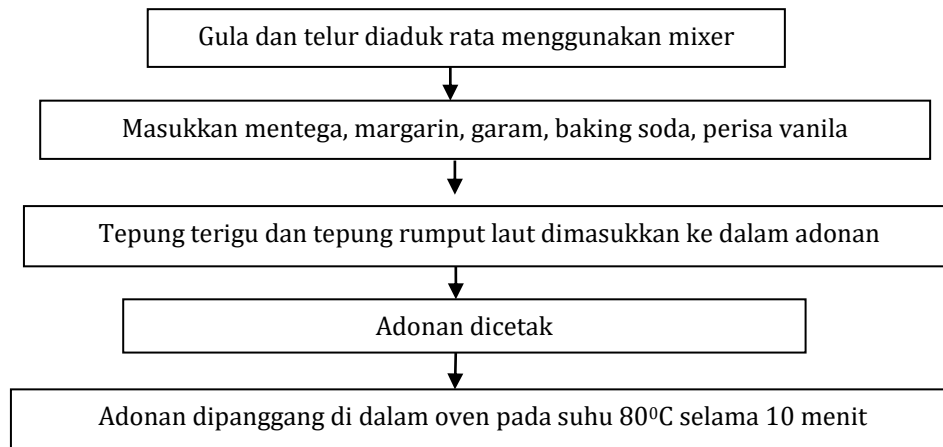 Gula dan telur diaduk rata menggunakan mixer
Masukkan mentega, margarin, garam, baking soda, perisa vanila
Tepung terigu dan tepung rumput laut dimasukkan ke dalam adonan
Adonan dicetak
Adonan dipanggang di dalam oven pada suhu 80⁰C selama 10 menit